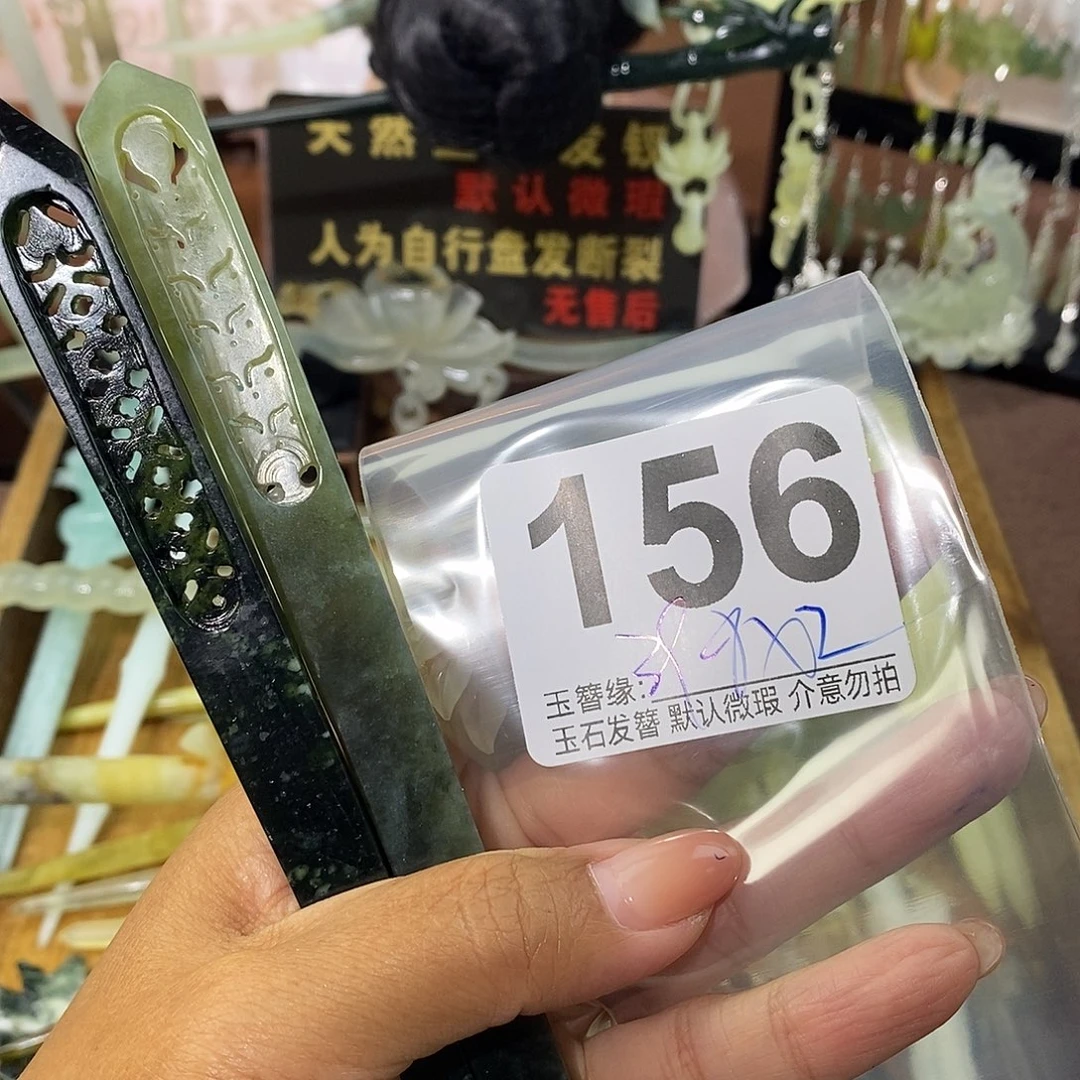 天然 发钗
默认微瑕
人为自行盘发断裂
无售后
156
玉簪缘:
玉石发簪 默认微瑕 介意勿拍